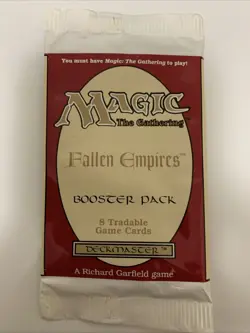 You must have Magic: The Gathering to play!
MAGIC
The Gathering™
Fallen Empires™
BOOSTER PACK
8 Tradable
Game Cards
DECKMASTER™
A Richard Garfield game